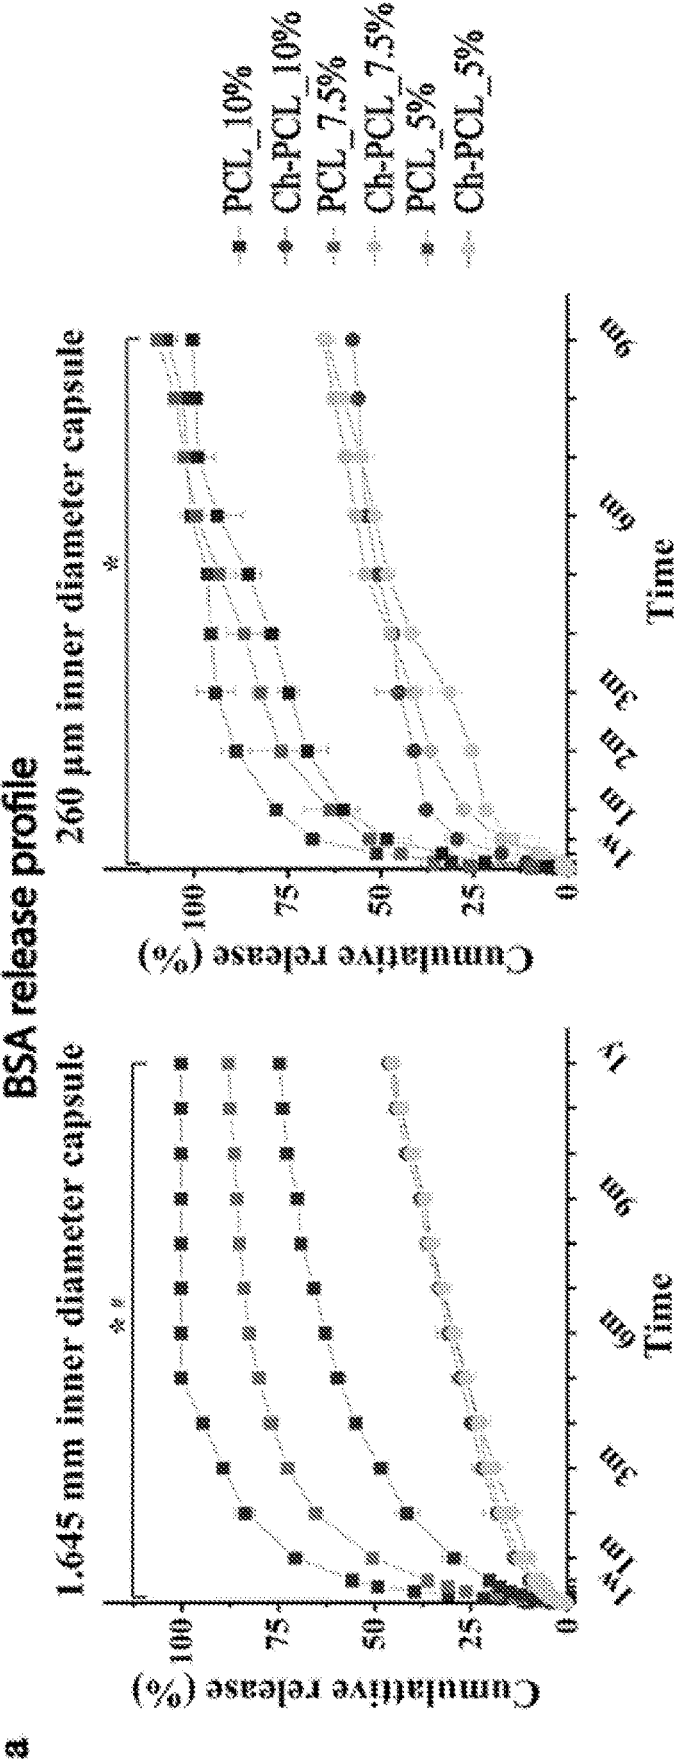 a
BSA release profile
1.645 mm inner diameter capsule
**
Cumulative release (%)
100
75
50
25
0
1w 1m 3m 6m 9m 1y
Time
260 µm inner diameter capsule
*
Cumulative release (%)
100
75
50
25
0
1w 1m 2m 3m 6m 9m
Time
PCL_10%
Ch-PCL_10%
PCL_7.5%
Ch-PCL_7.5%
PCL_5%
Ch-PCL_5%